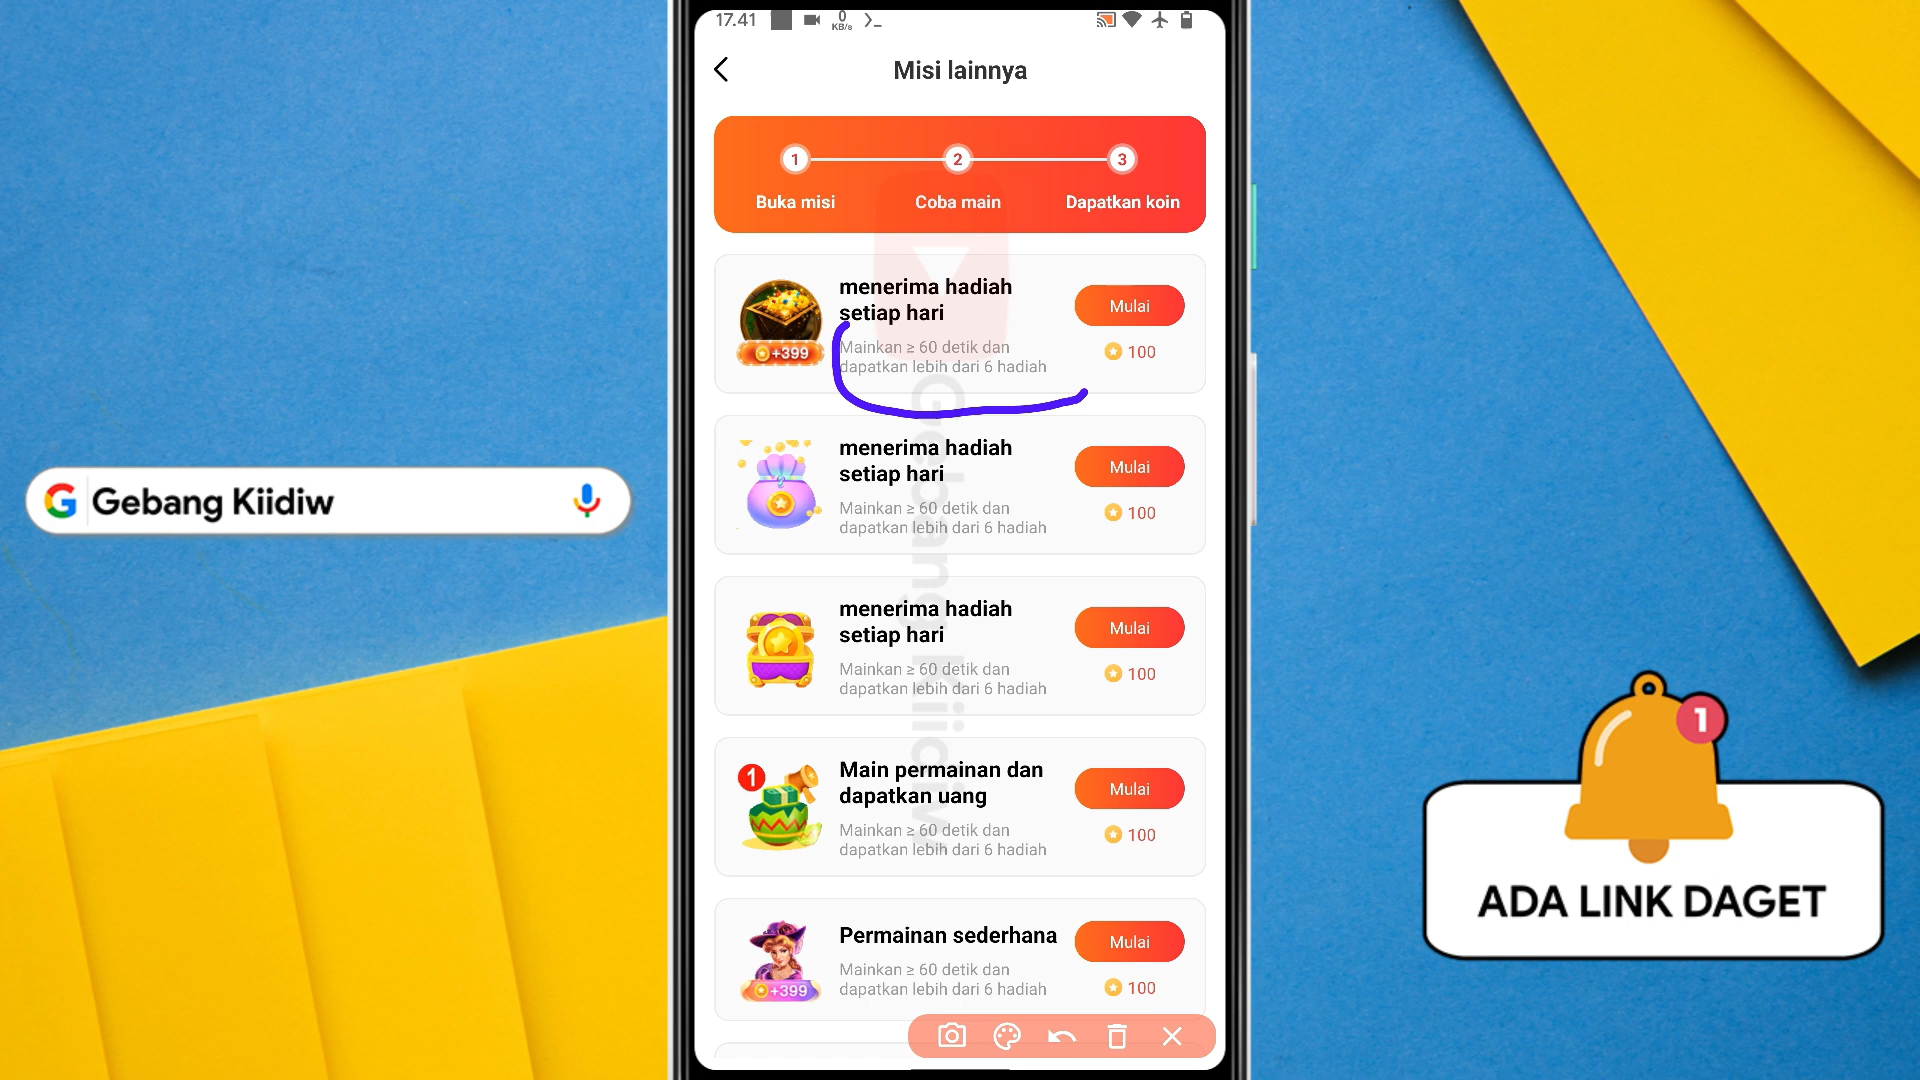 17.41
0
KB/s
Misi lainnya
1
2
3
Buka misi
Coba main
Dapatkan koin
menerima hadiah
setiap hari
Mainkan ≥ 60 detik dan
dapatkan lebih dari 6 hadiah
+399
Mulai
100
menerima hadiah
setiap hari
Mainkan ≥ 60 detik dan
dapatkan lebih dari 6 hadiah
Mulai
100
menerima hadiah
setiap hari
Mainkan ≥ 60 detik dan
dapatkan lebih dari 6 hadiah
Mulai
100
1
Main permainan dan
dapatkan uang
Mainkan ≥ 60 detik dan
dapatkan lebih dari 6 hadiah
Mulai
100
Permainan sederhana
Mainkan ≥ 60 detik dan
dapatkan lebih dari 6 hadiah
+399
Mulai
100
Gebang Kiidiw
G Gebang Kiidiw
1
ADA LINK DAGET